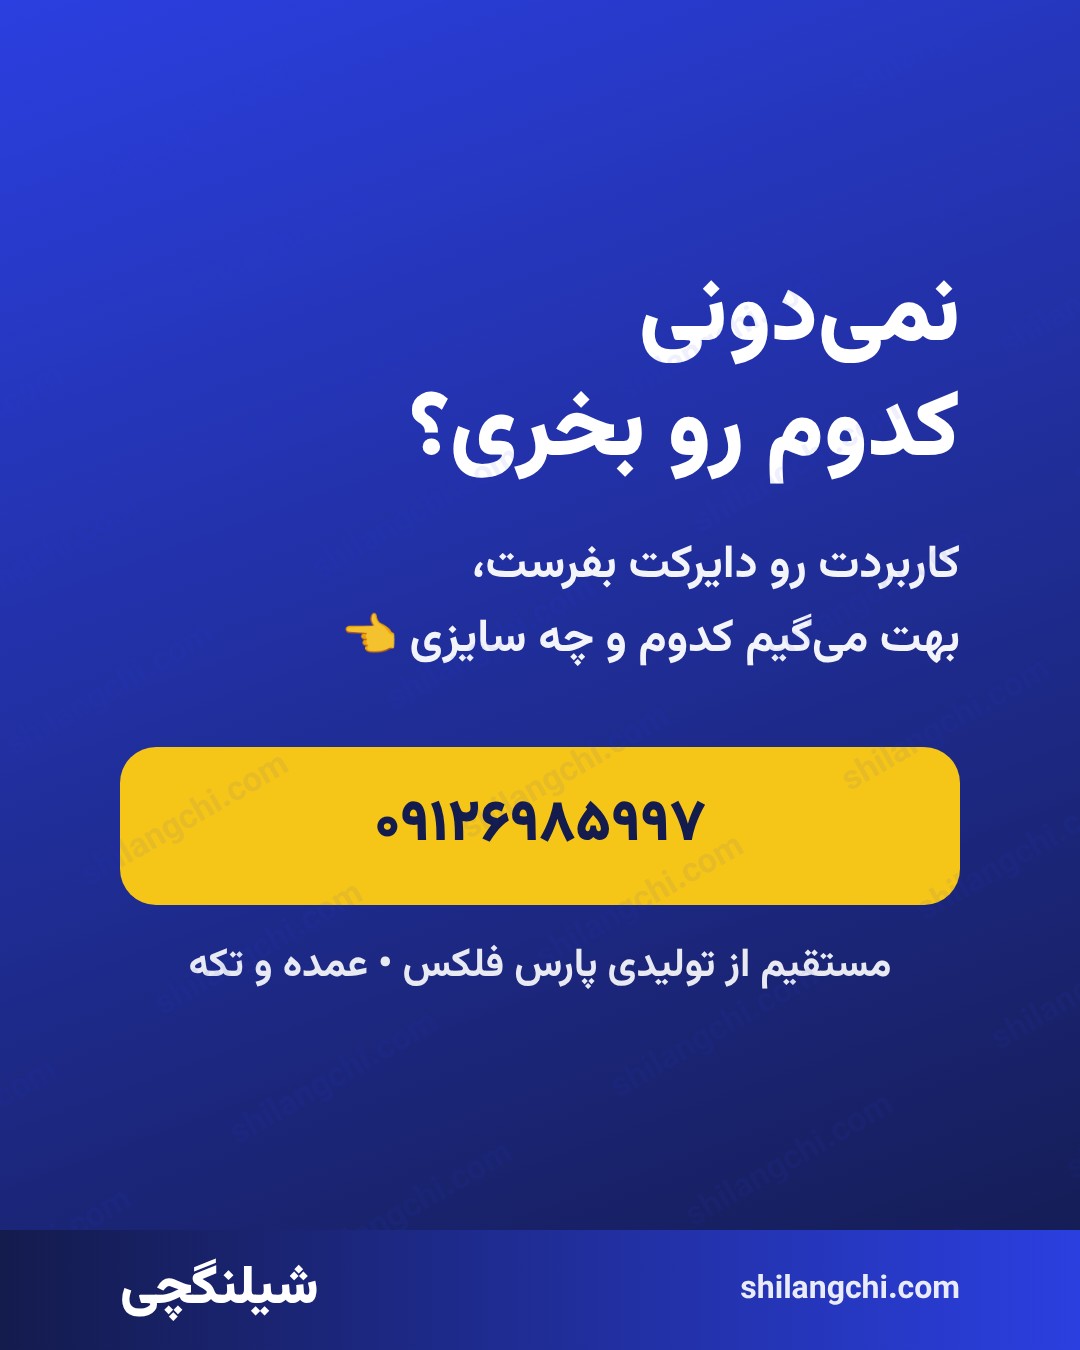 نمی‌دونی
کدوم رو بخری؟
کاربردت رو دایرکت بفرست،
بهت می‌گیم کدوم و چه سایزی 👈
۰۹۱۲۶۹۸۵۹۹۷
مستقیم از تولیدی پارس فلکس • عمده و تکه
شیلنگچی
shilangchi.com